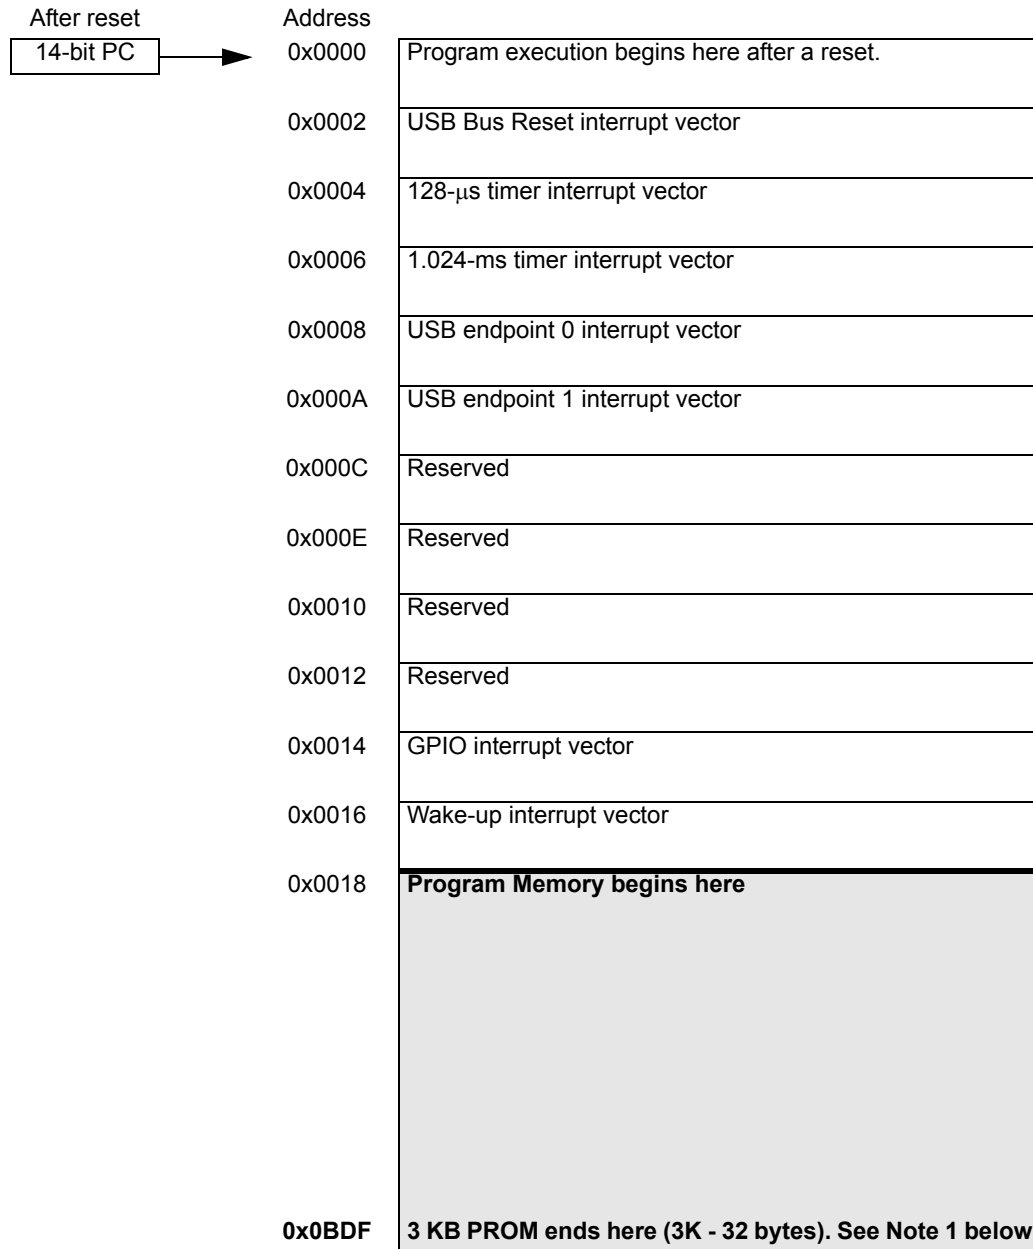 After reset Address
14-bit PC 0x0000 Program execution begins here after a reset.
0x0002 USB Bus Reset interrupt vector
0x0004 128-μs timer interrupt vector
0x0006 1.024-ms timer interrupt vector
0x0008 USB endpoint 0 interrupt vector
0x000A USB endpoint 1 interrupt vector
0x000C Reserved
0x000E Reserved
0x0010 Reserved
0x0012 Reserved
0x0014 GPIO interrupt vector
0x0016 Wake-up interrupt vector
0x0018 Program Memory begins here
0x0BDF 3 KB PROM ends here (3K - 32 bytes). See Note 1 below